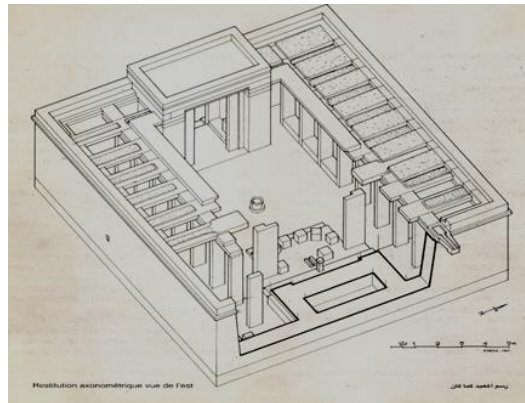 Restitution axonométrique vue de l'est
رسم المعبد كما كان